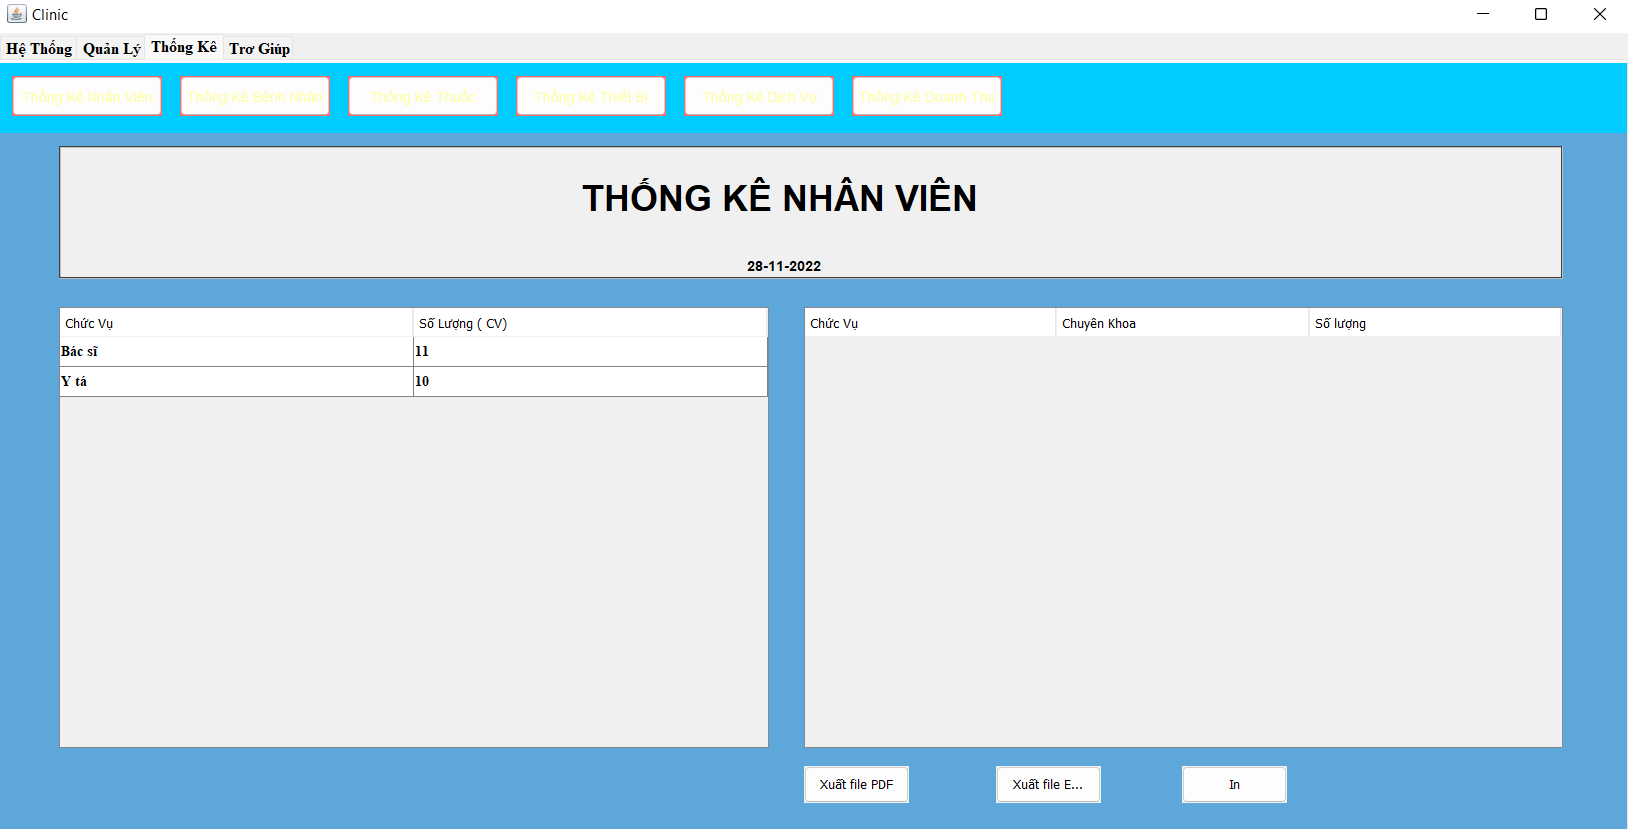 Clinic
Hệ Thống Quản Lý Thống Kê Trợ Giúp
Thống Kê Nhân Viên Thống Kê Bệnh Nhân Thống Kê Thuốc Thống Kê Thiết Bị Thống Kê Dịch Vụ Thống Kê Doanh Thu
THỐNG KÊ NHÂN VIÊN
28-11-2022
Chức Vụ Số Lượng ( CV)
Bác sĩ 11
Y tá 10
Chức Vụ Chuyên Khoa Số lượng
Xuất file PDF Xuất file E... In